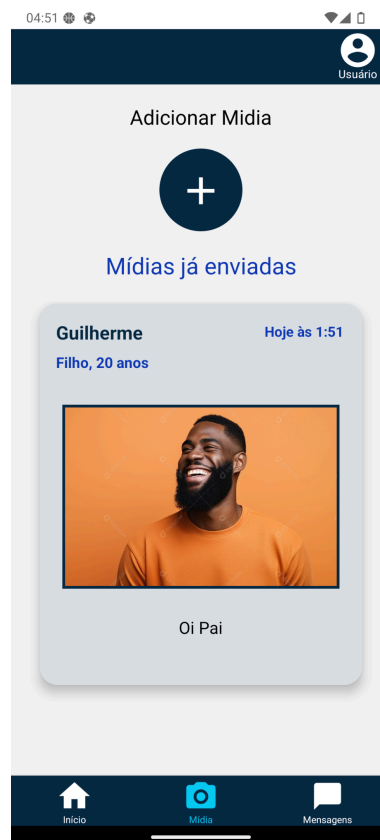 04:51
Usuário
Adicionar Midia
Mídias já enviadas
Guilherme
Hoje às 1:51
Filho, 20 anos
Oi Pai
Início
Mídia
Mensagens